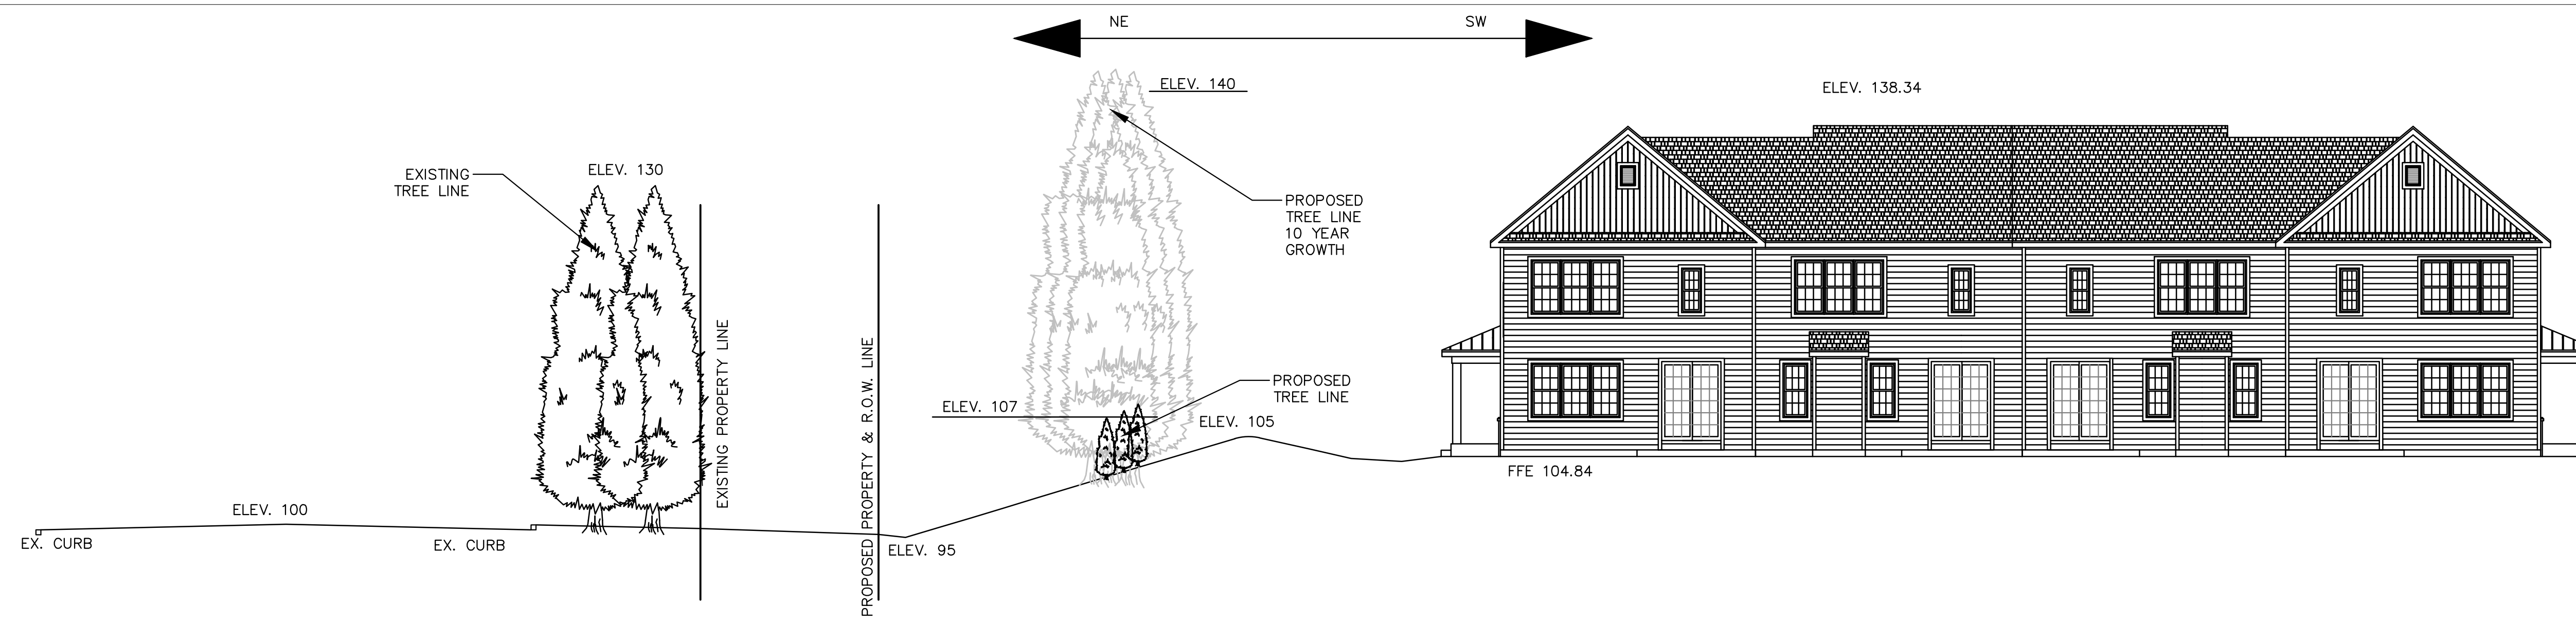 NE
SW
ELEV. 140
ELEV. 138.34
EXISTING
TREE LINE
ELEV. 130
PROPOSED
TREE LINE
10 YEAR
GROWTH
EXISTING PROPERTY LINE
PROPOSED PROPERTY & R.O.W. LINE
PROPOSED
TREE LINE
ELEV. 107
ELEV. 105
FFE 104.84
ELEV. 100
EX. CURB
EX. CURB
ELEV. 95